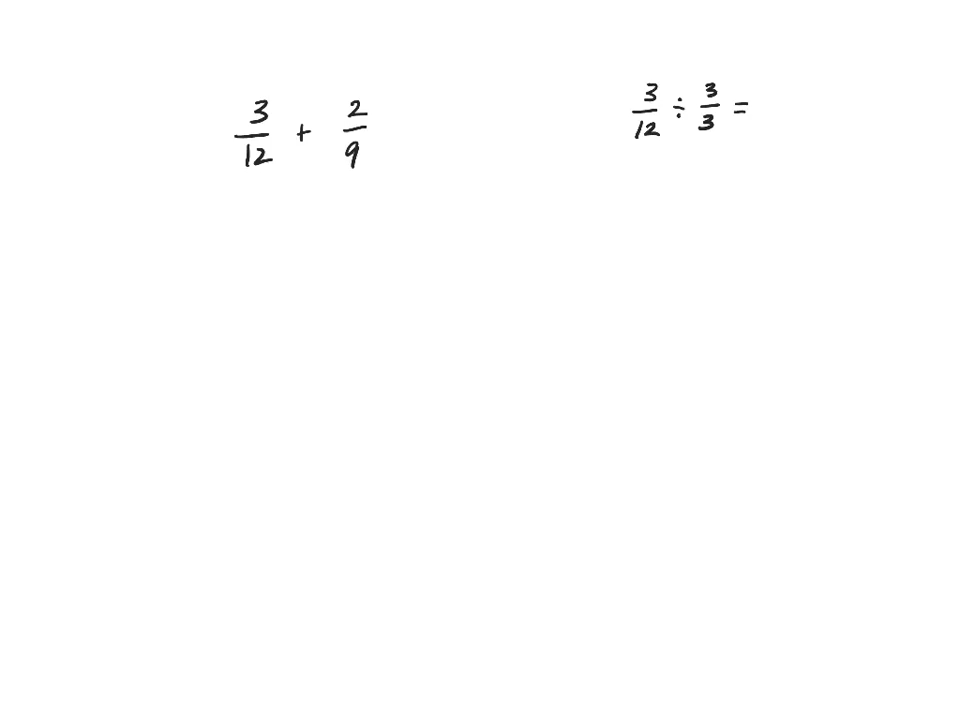 3/12 + 2/9
3/12 ÷ 3/3 =